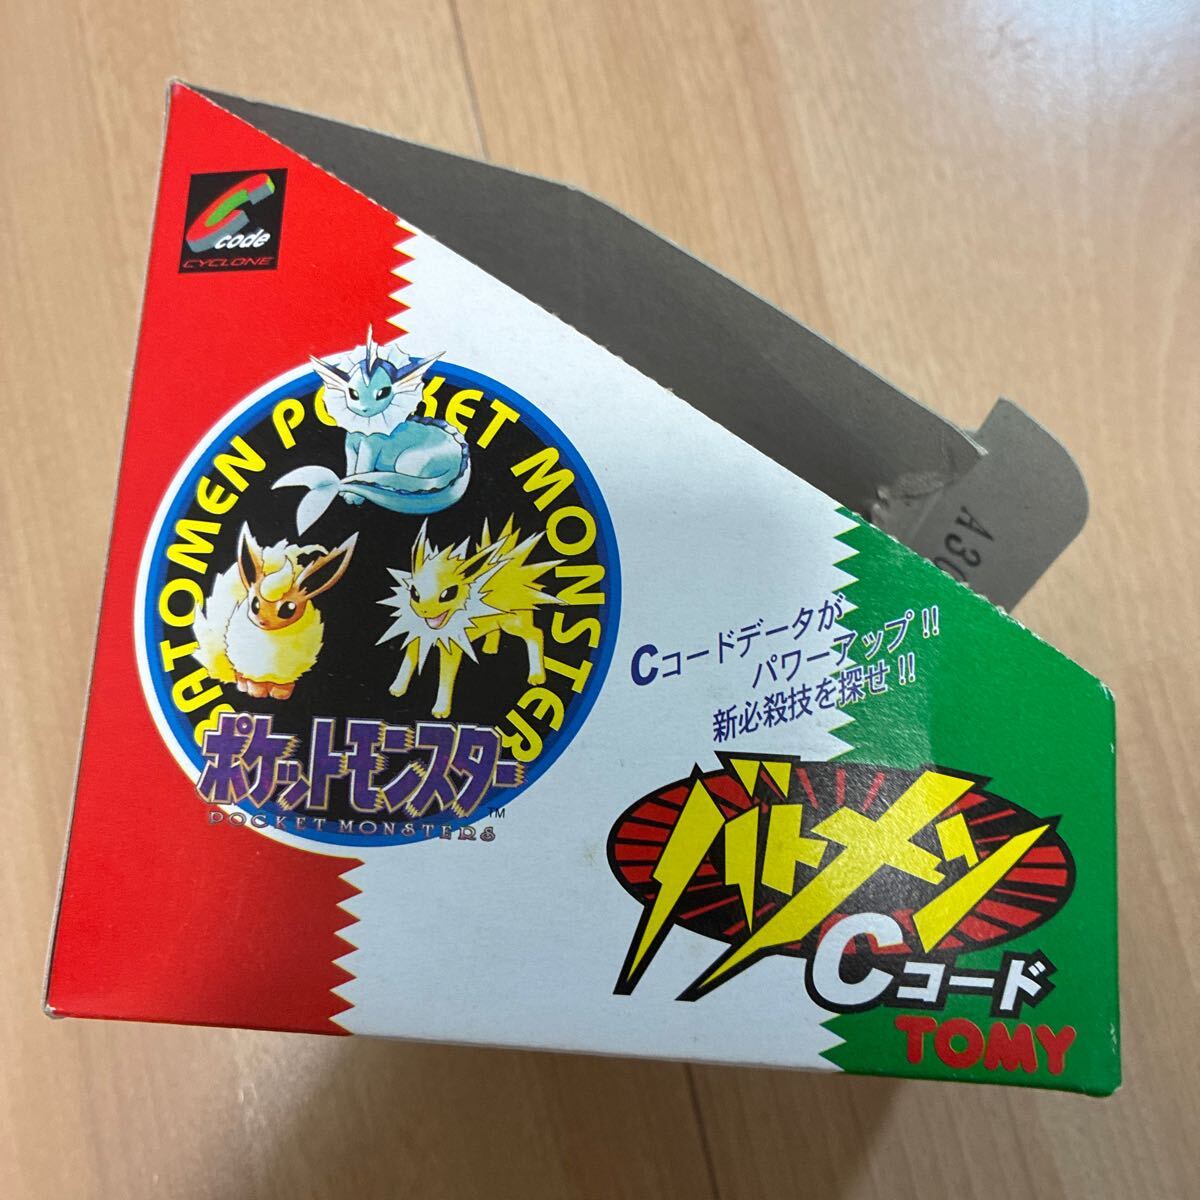 C code
CYCLONE
BATOMEN POCKET MONSTER
ポケットモンスター
TM
POCKET MONSTERS
Cコードデータが
パワーアップ!!
新必殺技を探せ!!
バトメン
Cコード
TOMY